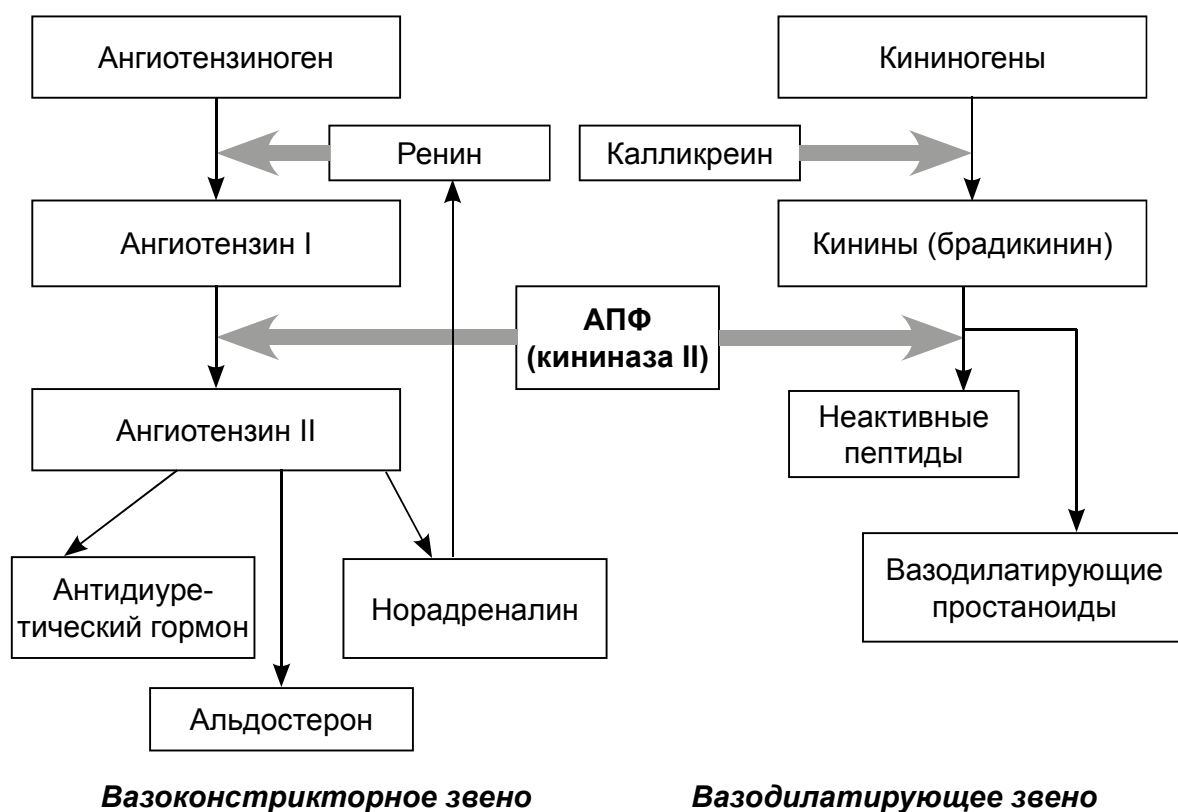 Ангиотензиноген
Кининогены
Ренин
Калликреин
Ангиотензин I
Кинины (брадикинин)
АПФ
(кининаза II)
Ангиотензин II
Неактивные
пептиды
Антидиуре-
тический гормон
Норадреналин
Вазодилатирующие
простаноиды
Альдостерон
Вазоконстрикторное звено
Вазодилатирующее звено